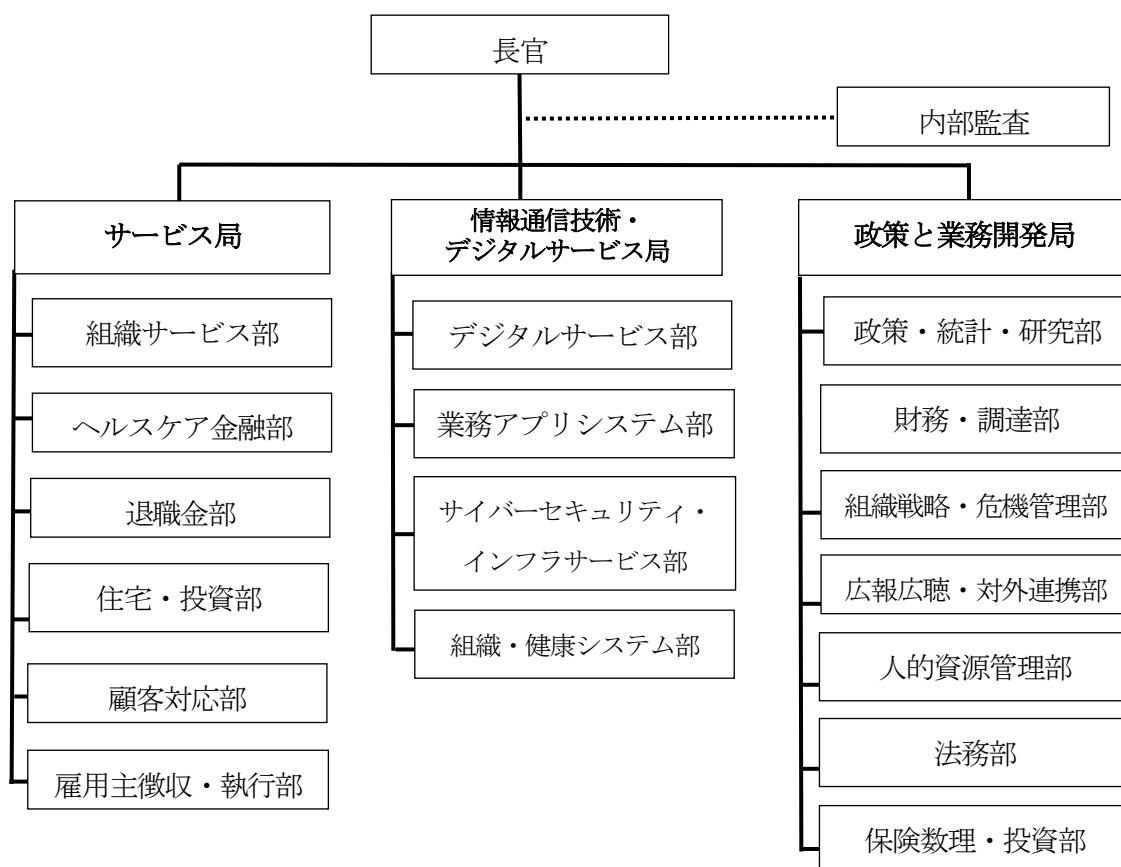 長官
内部監査
サービス局
組織サービス部
ヘルスケア金融部
退職金部
住宅・投資部
顧客対応部
雇用主徴収・執行部
情報通信技術・
デジタルサービス局
デジタルサービス部
業務アプリシステム部
サイバーセキュリティ・
インフラサービス部
組織・健康システム部
政策と業務開発局
政策・統計・研究部
財務・調達部
組織戦略・危機管理部
広報広聴・対外連携部
人的資源管理部
法務部
保険数理・投資部